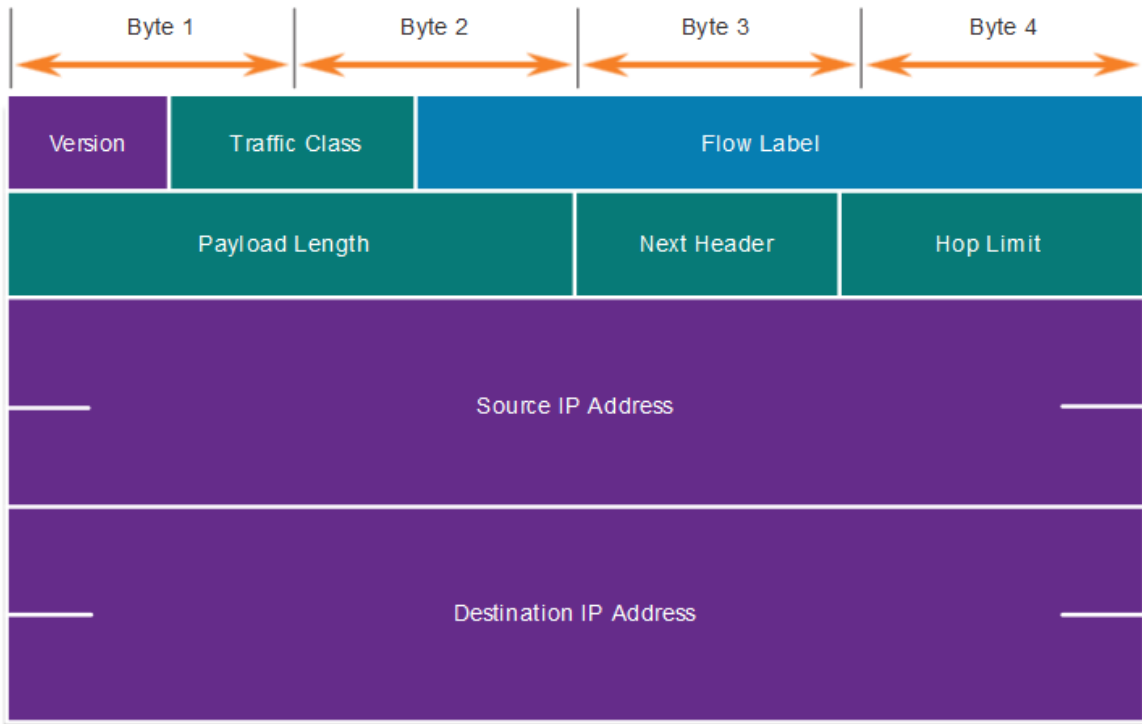 Byte 1 Byte 2 Byte 3 Byte 4
Version Traffic Class Flow Label
Payload Length Next Header Hop Limit
Source IP Address
Destination IP Address